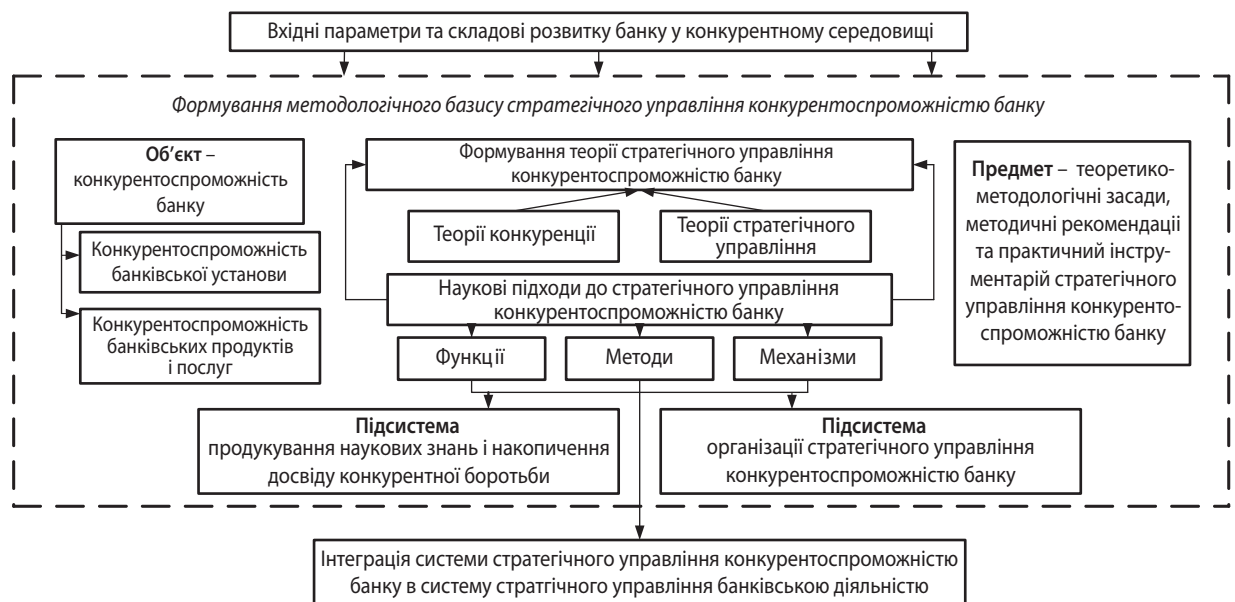 Вхідні параметри та складові розвитку банку у конкурентному середовищі
Формування методологічного базису стратегічного управління конкурентоспроможністю банку
Об’єкт –
конкурентоспроможність
банку
Конкурентоспроможність
банківської установи
Конкурентоспроможність
банківських продуктів
і послуг
Формування теорії стратегічного управління
конкурентоспроможністю банку
Теорії конкуренції
Теорії стратегічного
управління
Наукові підходи до стратегічного управління
конкурентоспроможністю банку
Функції
Методи
Механізми
Предмет – теоретико-
методологічні засади,
методичні рекомендації
та практичний інстру-
ментарій стратегічного
управління конкуренто-
спроможністю банку
Підсистема
продукування наукових знань і накопичення
досвіду конкурентної боротьби
Підсистема
організації стратегічного управління
конкурентоспроможністю банку
Інтеграція системи стратегічного управління конкурентоспроможністю
банку в систему стратгічного управління банківською діяльністю